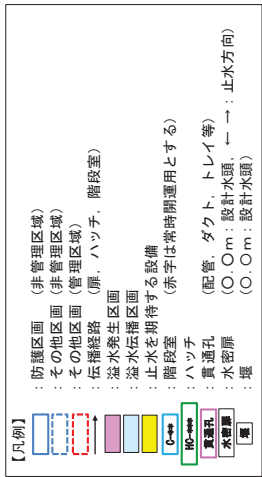 【凡例】
：防護区画 (非管理区域)
：その他区画 (非管理区域)
：その他区画 (管理区域)
：伝播経路 (扉，ハッチ，階段室)
：溢水発生区画
：溢水伝播区画
：止水を期待する設備
C-** ：階段室 (赤字は常時開運用とする)
HC-*** ：ハッチ
貫通孔 ：貫通孔 (配管，ダクト，トレイ等)
水密扉 ：水密扉 (○.○m：設計水頭，← →：止水方向)
堰 ：堰 (○.○m：設計水頭)